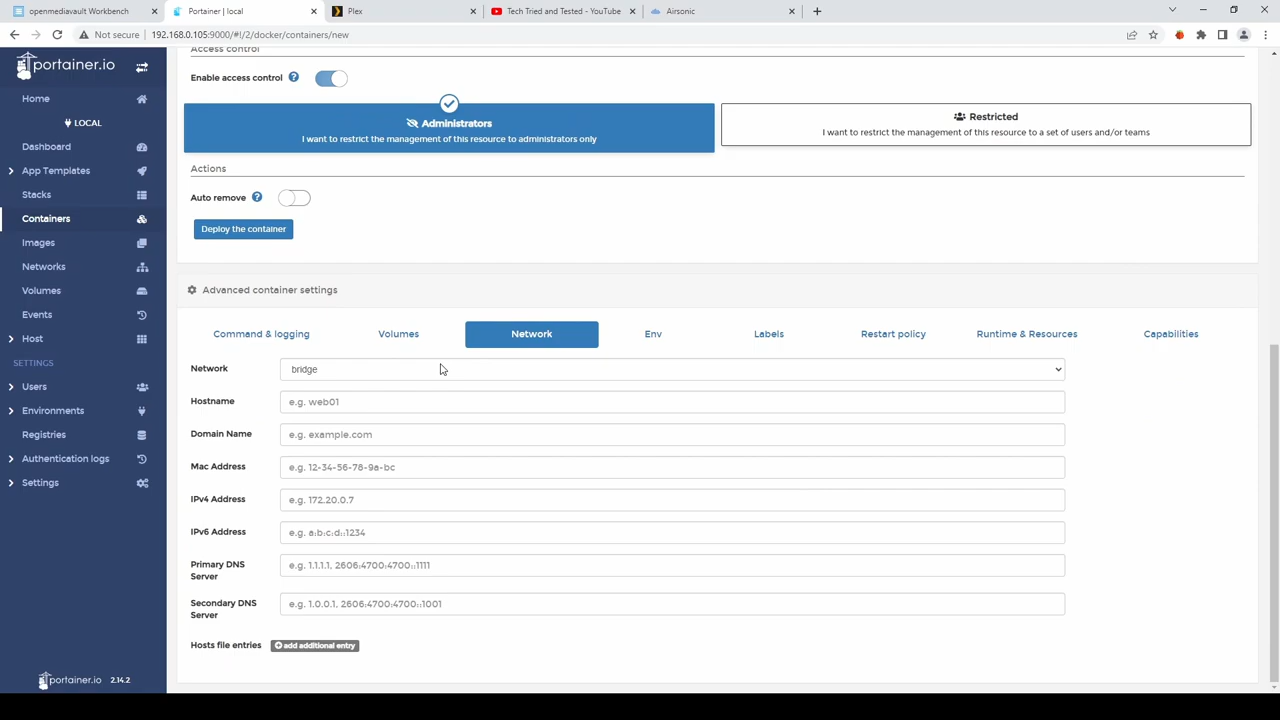 openmediavault Workbench
Portainer | local
Plex
Tech Tried and Tested - YouTube
Airsonic
Not secure
192.168.0.105:9000/#!/2/docker/containers/new
portainer.io
Home
LOCAL
Dashboard
App Templates
Stacks
Containers
Images
Networks
Volumes
Events
Host
SETTINGS
Users
Environments
Registries
Authentication logs
Settings
portainer.io 2.14.2
Access control
Enable access control
Administrators
I want to restrict the management of this resource to administrators only
Restricted
I want to restrict the management of this resource to a set of users and/or teams
Actions
Auto remove
Deploy the container
Advanced container settings
Command & logging
Volumes
Network
Env
Labels
Restart policy
Runtime & Resources
Capabilities
Network
bridge
Hostname
e.g. web01
Domain Name
e.g. example.com
Mac Address
e.g. 12-34-56-78-9a-bc
IPv4 Address
e.g. 172.20.0.7
IPv6 Address
e.g. a:b:c:d::1234
Primary DNS
Server
e.g. 1.1.1.1, 2606:4700:4700::1111
Secondary DNS
Server
e.g. 1.0.0.1, 2606:4700:4700::1001
Hosts file entries
add additional entry